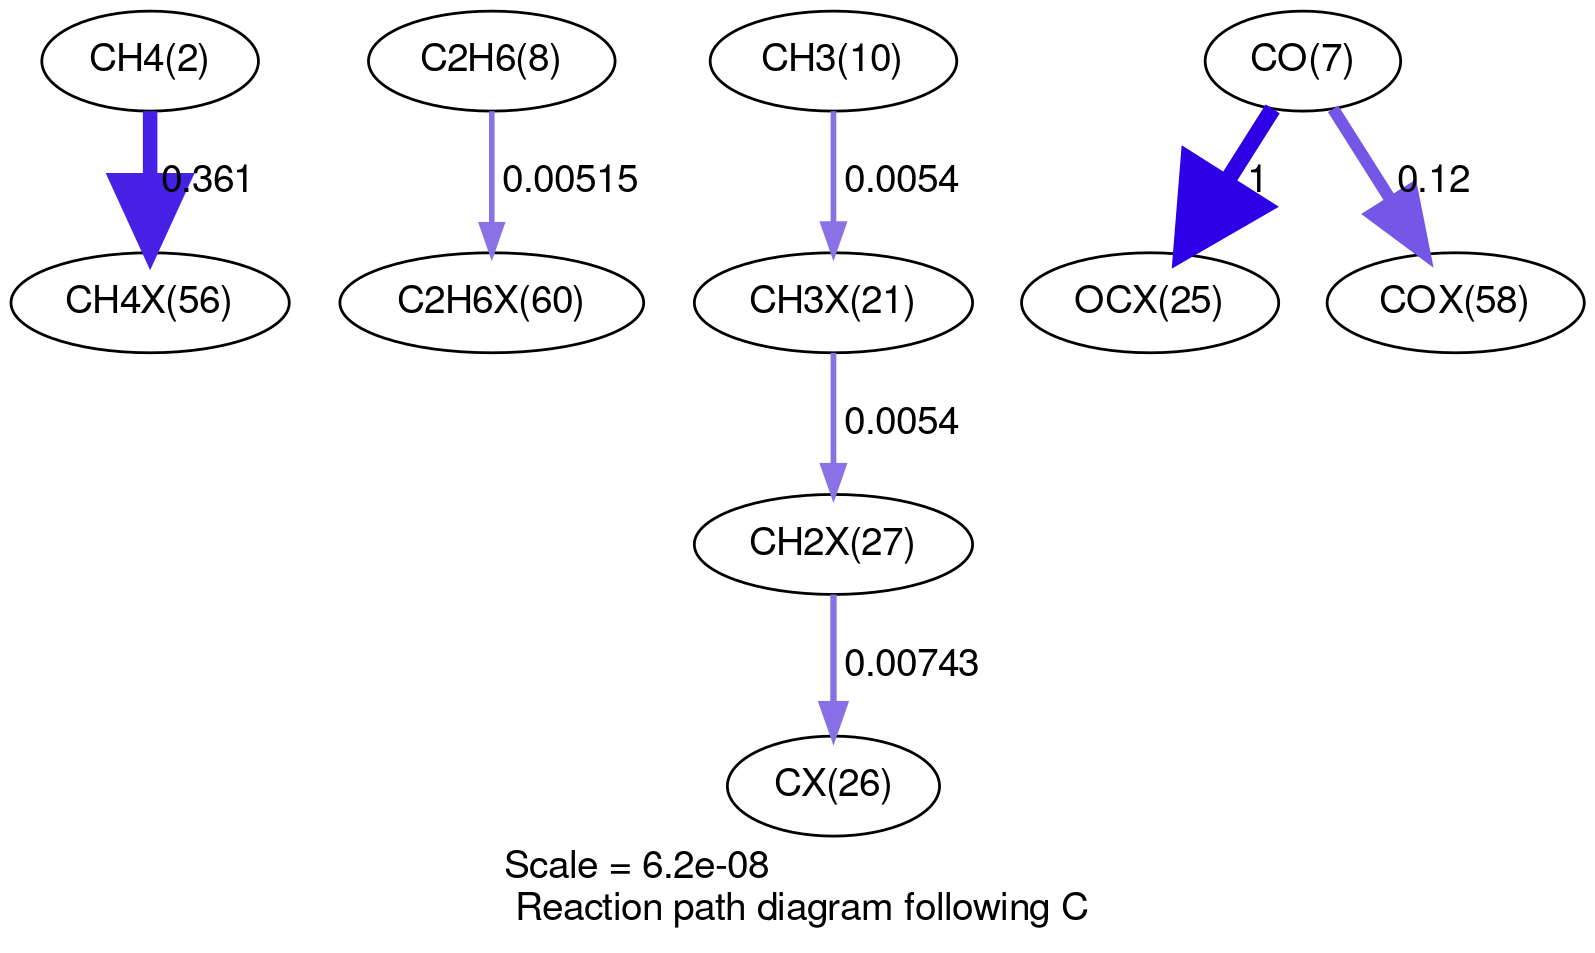 CH4(2)
C2H6(8)
CH3(10)
CO(7)
0.361
0.00515
0.0054
1
0.12
CH4X(56)
C2H6X(60)
CH3X(21)
OCX(25)
COX(58)
0.0054
CH2X(27)
0.00743
CX(26)
Scale = 6.2e-08
Reaction path diagram following C